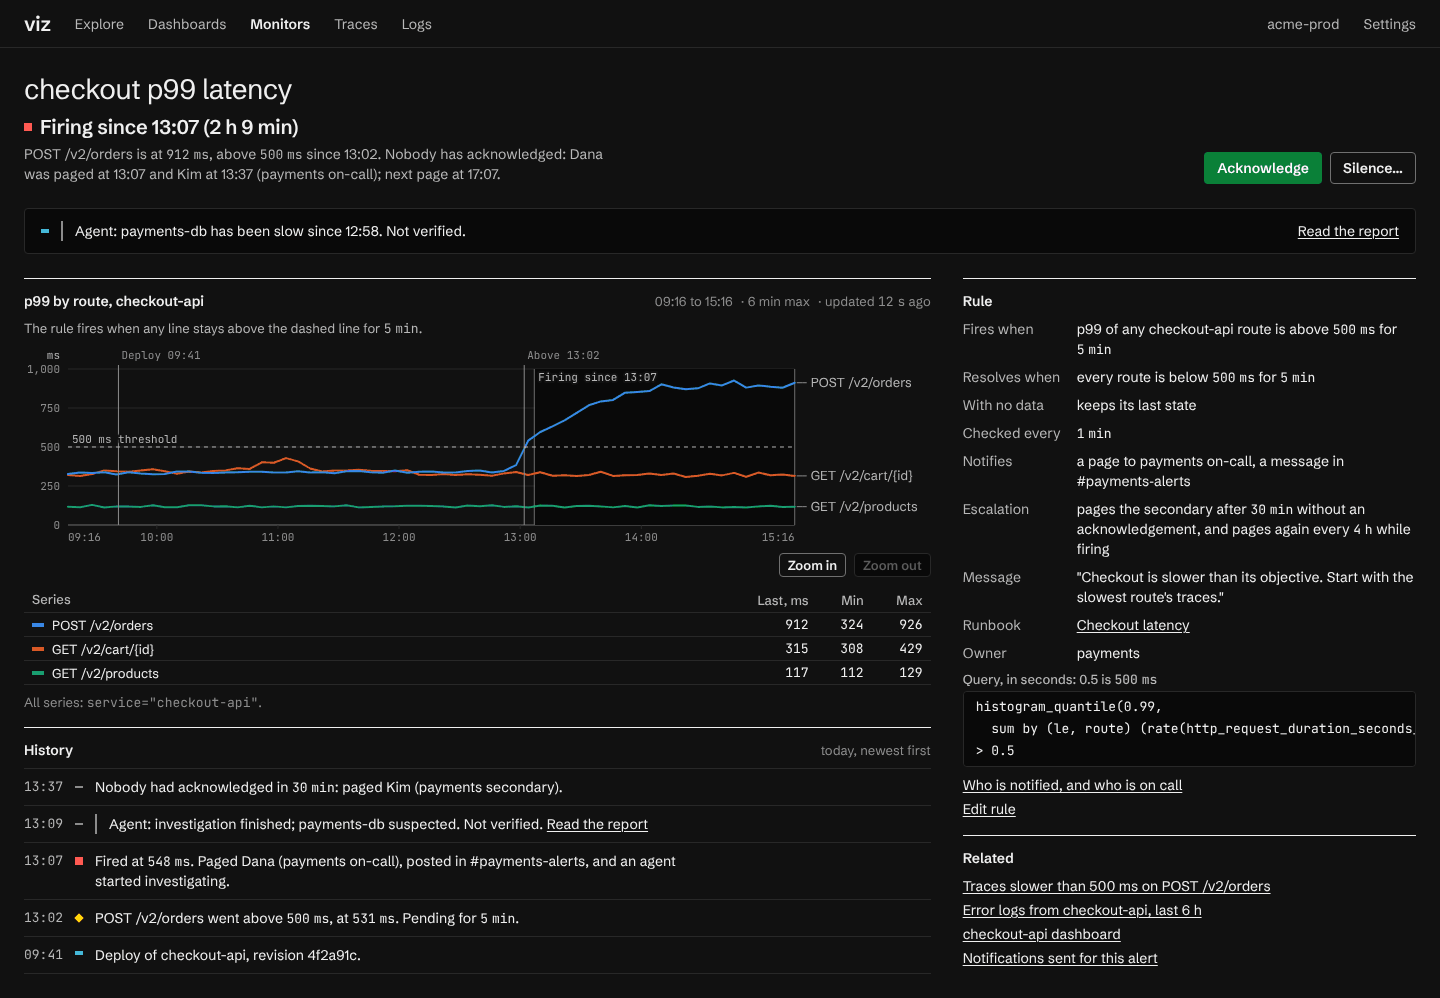 viz Explore Dashboards Monitors Traces Logs acme-prod Settings
checkout p99 latency
Firing since 13:07 (2 h 9 min)
POST /v2/orders is at 912 ms, above 500 ms since 13:02. Nobody has acknowledged: Dana
was paged at 13:07 and Kim at 13:37 (payments on-call); next page at 17:07.
Acknowledge Silence...
Agent: payments-db has been slow since 12:58. Not verified. Read the report
p99 by route, checkout-api 09:16 to 15:16 · 6 min max · updated 12 s ago
The rule fires when any line stays above the dashed line for 5 min.
ms Deploy 09:41 Above 13:02
1,000
Firing since 13:07
POST /v2/orders
750
500 ms threshold
500
GET /v2/cart/{id}
250
GET /v2/products
0
09:16 10:00 11:00 12:00 13:00 14:00 15:16
Zoom in Zoom out
Series Last, ms Min Max
POST /v2/orders 912 324 926
GET /v2/cart/{id} 315 308 429
GET /v2/products 117 112 129
All series: service="checkout-api".
History today, newest first
13:37 Nobody had acknowledged in 30 min: paged Kim (payments secondary).
13:09 Agent: investigation finished; payments-db suspected. Not verified. Read the report
13:07 Fired at 548 ms. Paged Dana (payments on-call), posted in #payments-alerts, and an agent
started investigating.
13:02 POST /v2/orders went above 500 ms, at 531 ms. Pending for 5 min.
09:41 Deploy of checkout-api, revision 4f2a91c.
Rule
Fires when p99 of any checkout-api route is above 500 ms for
5 min
Resolves when every route is below 500 ms for 5 min
With no data keeps its last state
Checked every 1 min
Notifies a page to payments on-call, a message in
#payments-alerts
Escalation pages the secondary after 30 min without an
acknowledgement, and pages again every 4 h while
firing
Message "Checkout is slower than its objective. Start with the
slowest route's traces."
Runbook Checkout latency
Owner payments
Query, in seconds: 0.5 is 500 ms
histogram_quantile(0.99,
sum by (le, route) (rate(http_request_duration_seconds_
> 0.5
Who is notified, and who is on call
Edit rule
Related
Traces slower than 500 ms on POST /v2/orders
Error logs from checkout-api, last 6 h
checkout-api dashboard
Notifications sent for this alert